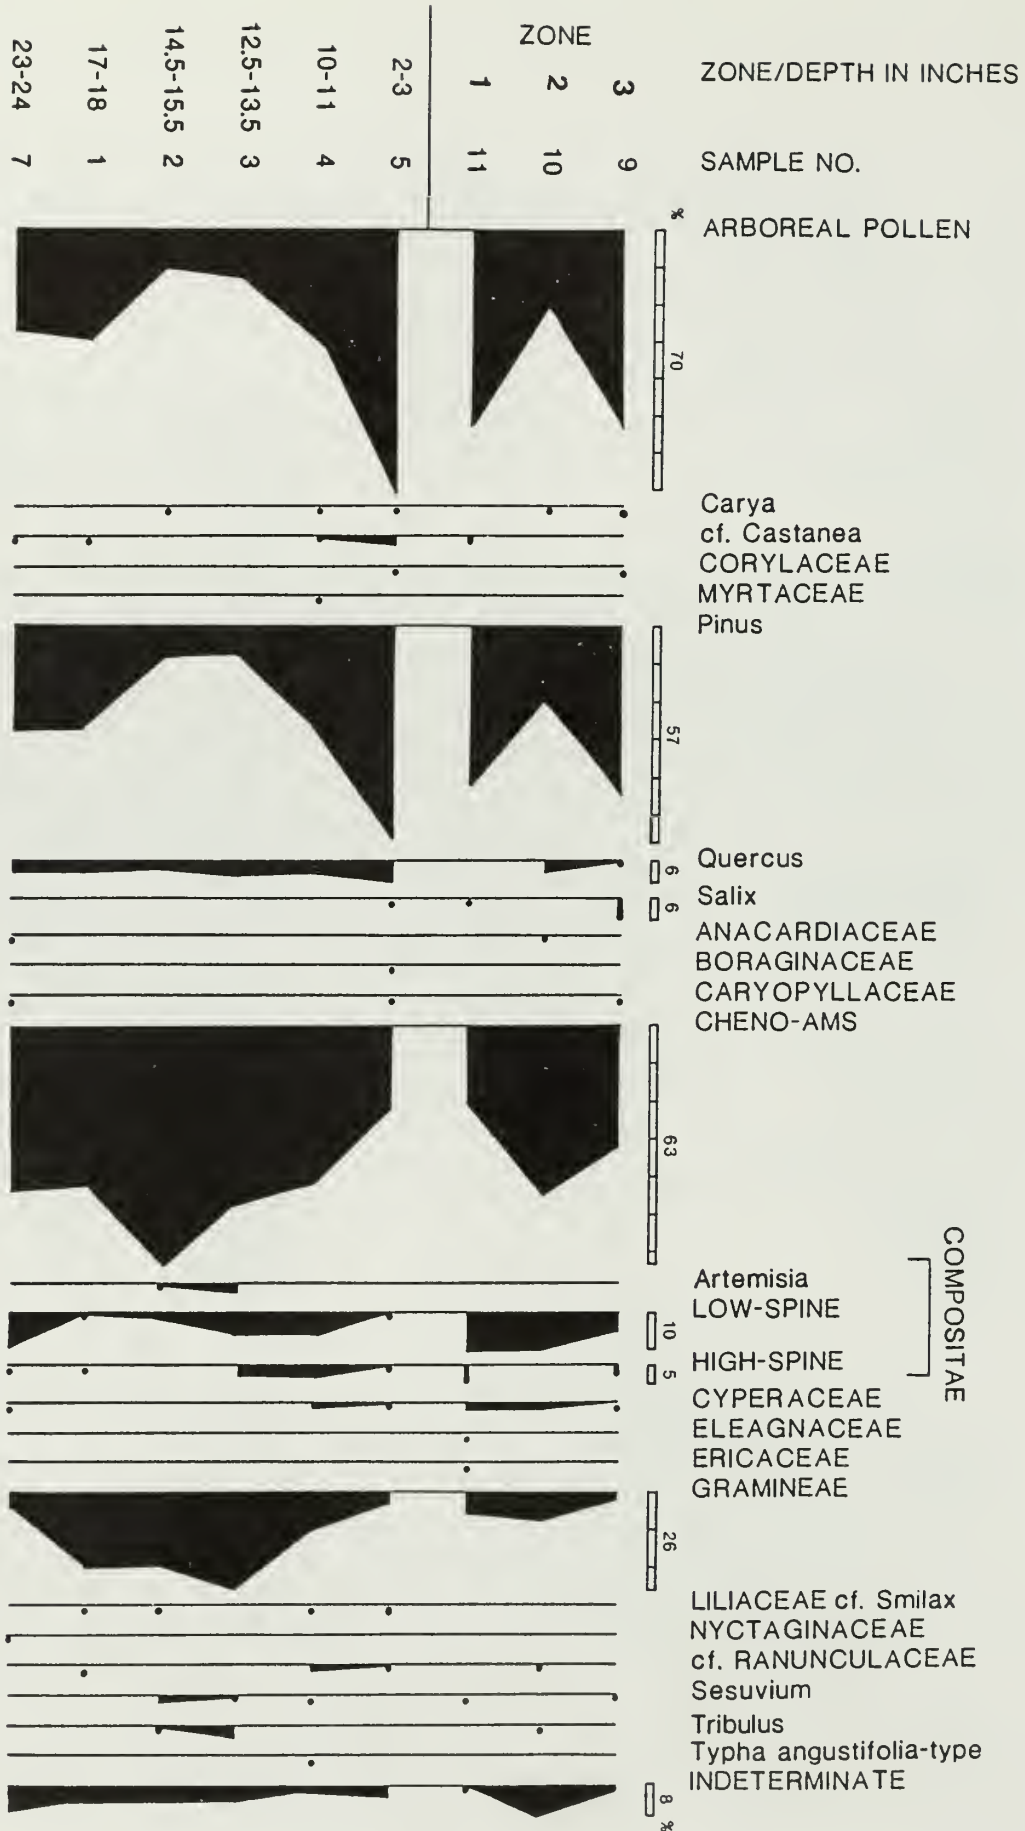 ZONE
ZONE/DEPTH IN INCHES
23-24
17-18
14.5-15.5
12.5-13.5
10-11
2-3
1
2
3
SAMPLE NO.
7
1
2
3
4
5
11
10
9
%
ARBOREAL POLLEN
70
Carya
cf. Castanea
CORYLACEAE
MYRTACEAE
Pinus
57
Quercus
6
Salix
6
ANACARDIACEAE
BORAGINACEAE
CARYOPYLLACEAE
CHENO-AMS
63
COMPOSITAE
Artemisia
LOW-SPINE
10
HIGH-SPINE
5
CYPERACEAE
ELEAGNACEAE
ERICACEAE
GRAMINEAE
26
LILIACEAE cf. Smilax
NYCTAGINACEAE
cf. RANUNCULACEAE
Sesuvium
Tribulus
Typha angustifolia-type
INDETERMINATE
8
%